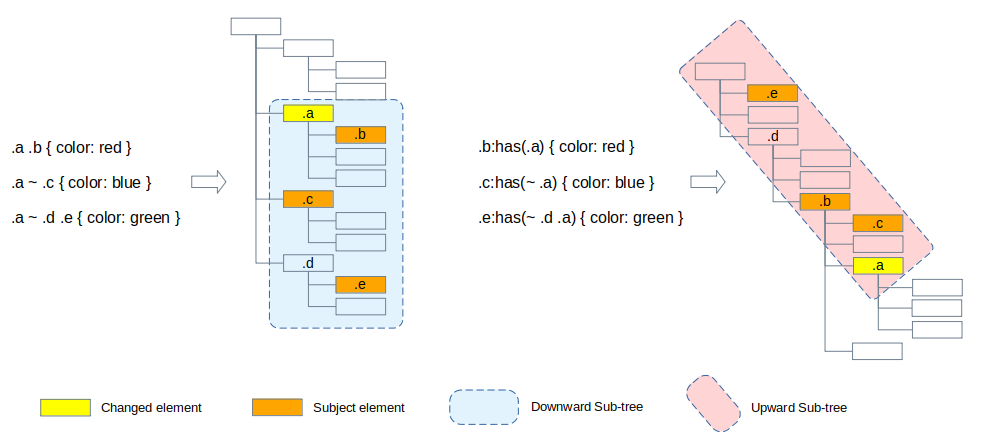 .a .b { color: red }
.a ~ .c { color: blue }
.a ~ .d .e { color: green }
.a
.b
.c
.d
.e
.b:has(.a) { color: red }
.c:has(~ .a) { color: blue }
.e:has(~ .d .a) { color: green }
.e
.d
.b
.c
.a
Changed element
Subject element
Downward Sub-tree
Upward Sub-tree